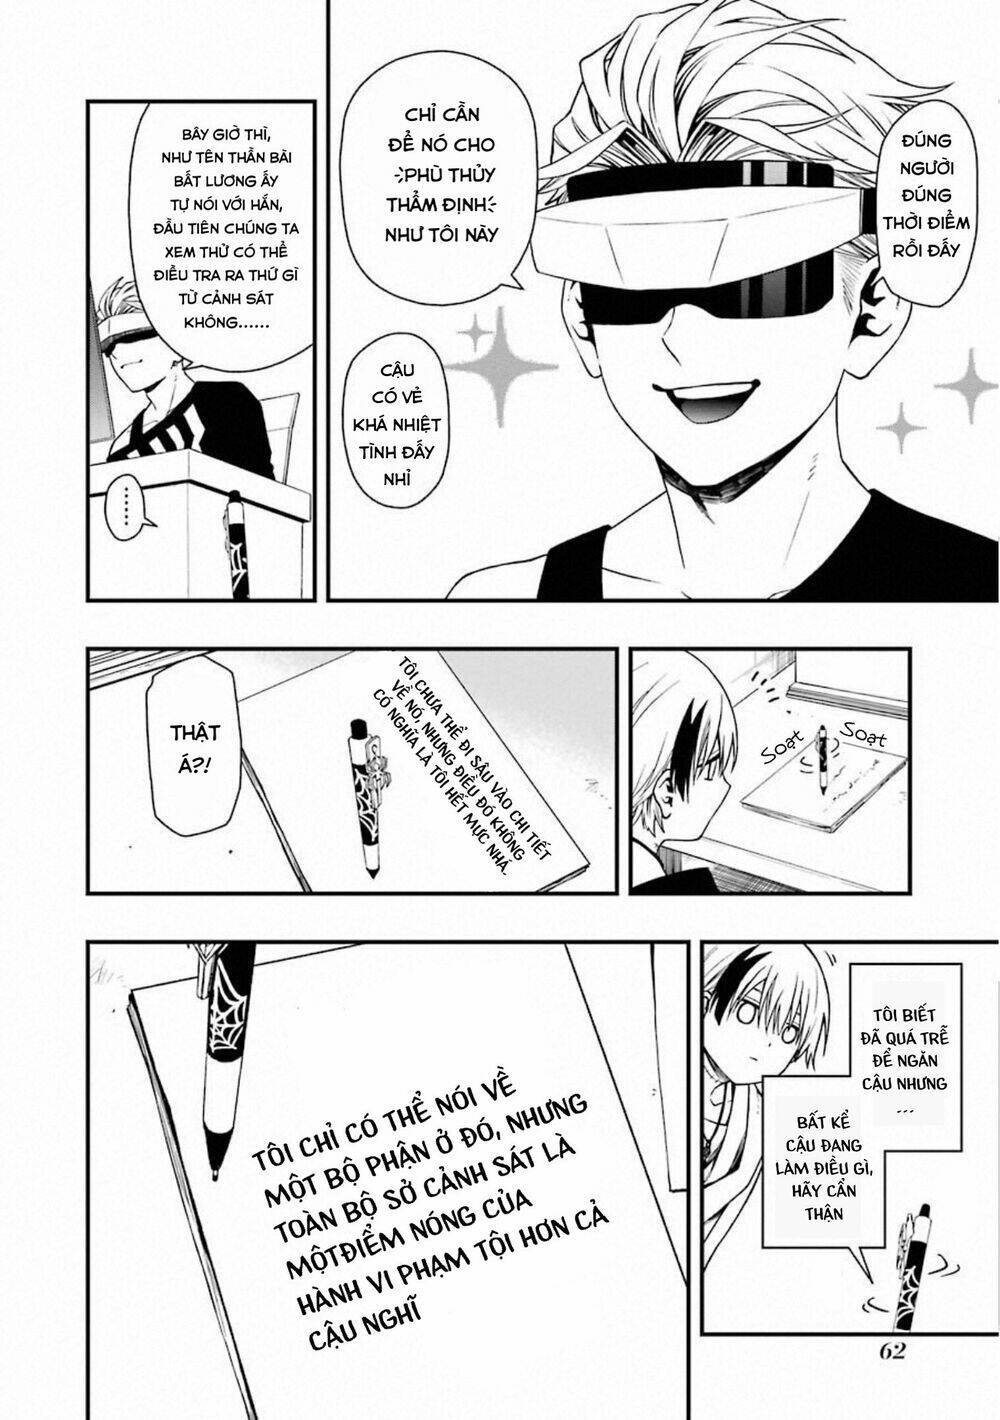 ĐÚNG
NGƯỜI
ĐÚNG
THỜI ĐIỂM
RỒI ĐẤY
CHỈ CẦN
ĐỂ NÓ CHO
PHÙ THỦY
THẨM ĐỊNH
NHƯ TÔI NÀY
CẬU
CÓ VẺ
KHÁ NHIỆT
TÌNH ĐẤY
NHỈ
BÂY GIỜ THÌ,
NHƯ TÊN THẦN BÀI
BẤT LƯƠNG ẤY
TỰ NÓI VỚI HẮN,
ĐẦU TIÊN CHÚNG TA
XEM THỬ CÓ THỂ
ĐIỀU TRA RA THỨ GÌ
TỪ CẢNH SÁT
KHÔNG......
......
Soạt
Soạt
TÔI CHƯA THỂ ĐI SÂU VÀO CHI TIẾT
VỀ NÓ, NHƯNG ĐIỀU ĐÓ KHÔNG
CÓ NGHĨA LÀ TÔI HẾT MỰC NHÁ.
THẬT
Á?!
TÔI BIẾT
ĐÃ QUÁ TRỄ
ĐỂ NGĂN
CẬU NHƯNG
...
BẤT KỂ
CẬU ĐANG
LÀM ĐIỀU GÌ,
HÃY CẨN
THẬN
TÔI CHỈ CÓ THỂ NÓI VỀ
MỘT BỘ PHẬN Ở ĐÓ, NHƯNG
TOÀN BỘ SỞ CẢNH SÁT LÀ
MỘTĐIỂM NÓNG CỦA
HÀNH VI PHẠM TỘI HƠN CẢ
CẬU NGHĨ
62